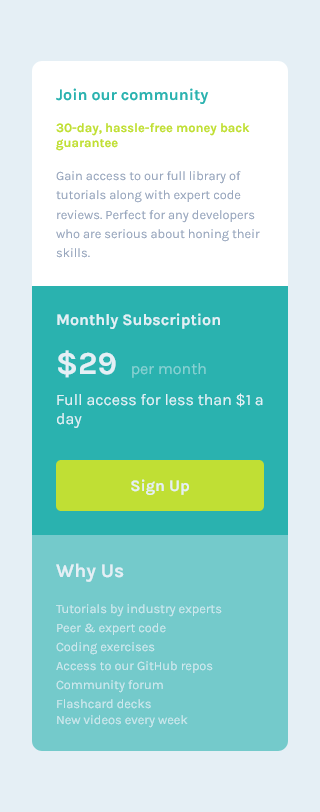 Join our community
30-day, hassle-free money back
guarantee
Gain access to our full library of
tutorials along with expert code
reviews. Perfect for any developers
who are serious about honing their
skills.
Monthly Subscription
$29 per month
Full access for less than $1 a
day
Sign Up
Why Us
Tutorials by industry experts
Peer & expert code
Coding exercises
Access to our GitHub repos
Community forum
Flashcard decks
New videos every week